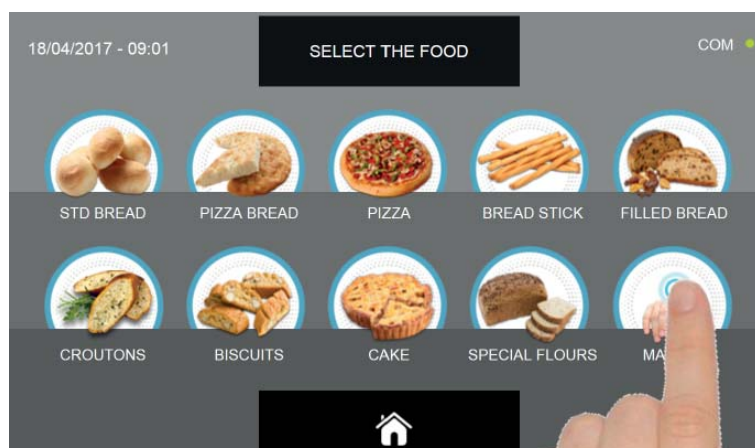 18/04/2017 - 09:01
SELECT THE FOOD
COM
STD BREAD
PIZZA BREAD
PIZZA
BREAD STICK
FILLED BREAD
CROUTONS
BISCUITS
CAKE
SPECIAL FLOURS